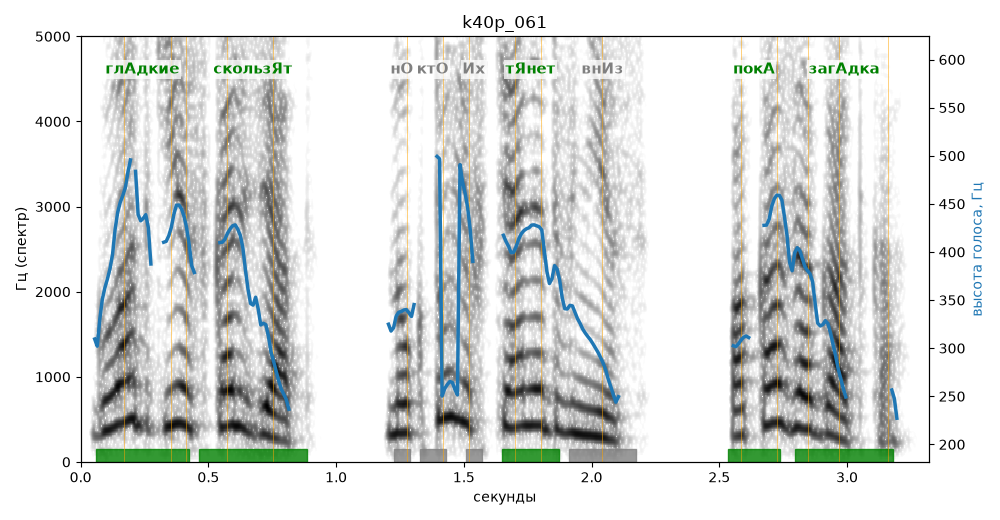 k40p_061
глАдкие скользЯт нО ктО Их тЯнет внИз покА загАдка
Гц (спектр)
5000
4000
3000
2000
1000
0
600
550
500
450
400
350
300
250
200
высота голоса, Гц
0.0 0.5 1.0 1.5 2.0 2.5 3.0
секунды